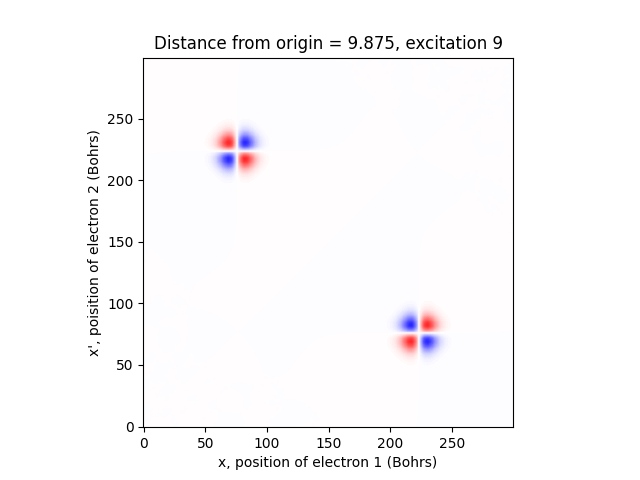 Distance from origin = 9.875, excitation 9
x', poisition of electron 2 (Bohrs)
250
200
150
100
50
0
0 50 100 150 200 250
x, position of electron 1 (Bohrs)